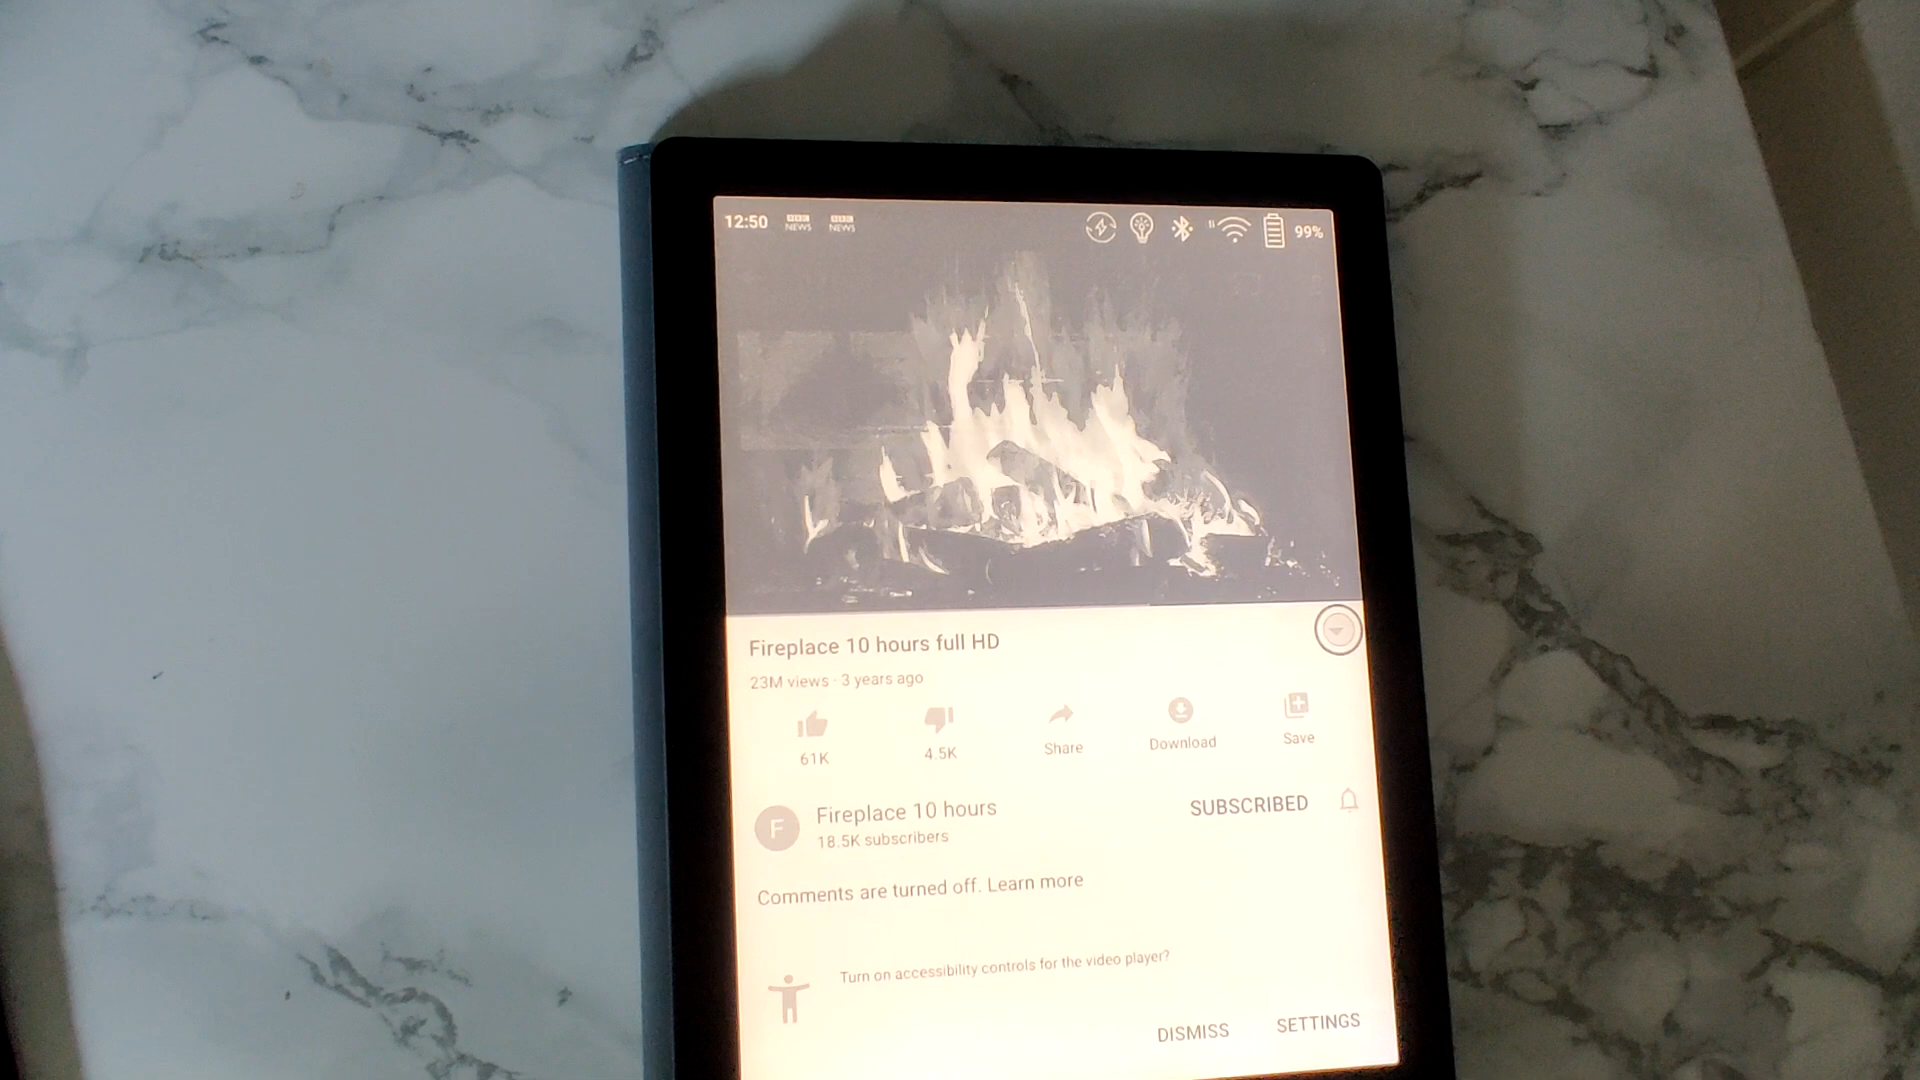 12:50 BBC NEWS BBC NEWS 99%
Fireplace 10 hours full HD
23M views · 3 years ago
61K 4.5K Share Download Save
F Fireplace 10 hours SUBSCRIBED
18.5K subscribers
Comments are turned off. Learn more
Turn on accessibility controls for the video player?
DISMISS SETTINGS